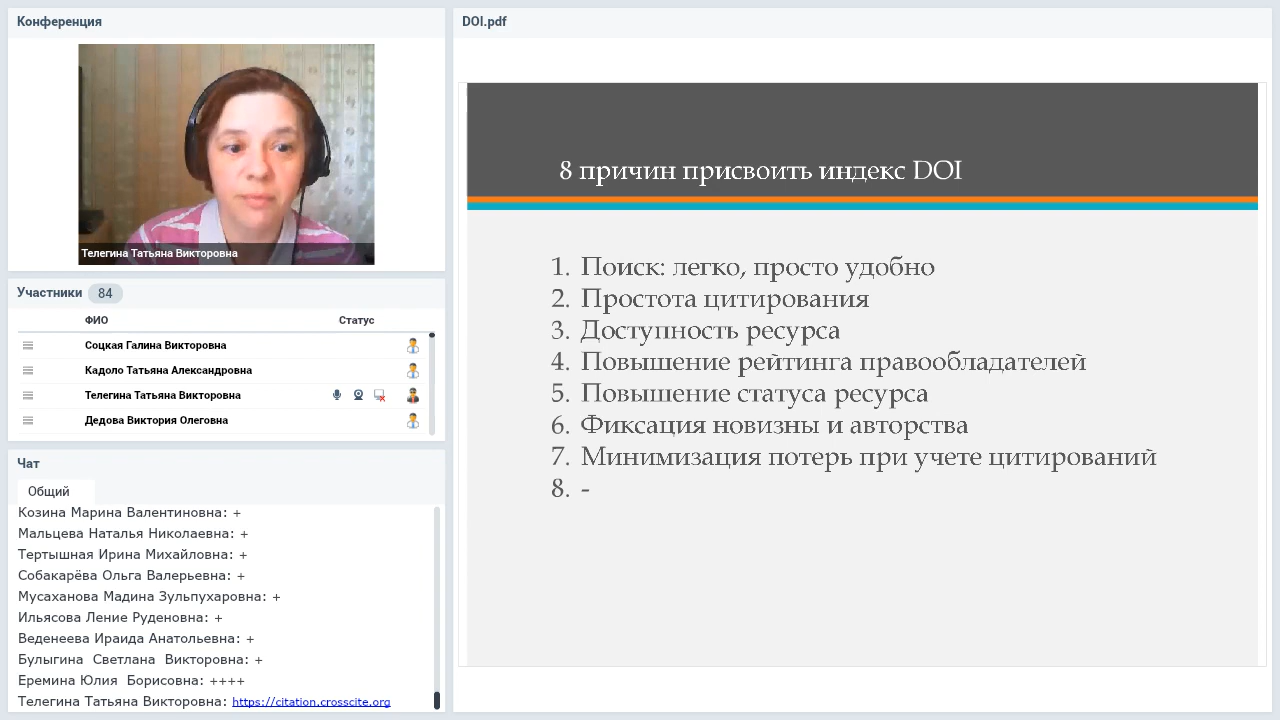 Конференция
Телегина Татьяна Викторовна
Участники 84
ФИО Статус
Соцкая Галина Викторовна
Кадоло Татьяна Александровна
Телегина Татьяна Викторовна
Дедова Виктория Олеговна
Чат
Общий
Козина Марина Валентиновна: +
Мальцева Наталья Николаевна: +
Тертышная Ирина Михайловна: +
Собакарёва Ольга Валерьевна: +
Мусаханова Мадина Зульпухаровна: +
Ильясова Ление Руденовна: +
Веденеева Ираида Анатольевна: +
Булыгина Светлана Викторовна: +
Еремина Юлия Борисовна: ++++
Телегина Татьяна Викторовна: https://citation.crosscite.org
DOI.pdf
8 причин присвоить индекс DOI
1. Поиск: легко, просто удобно
2. Простота цитирования
3. Доступность ресурса
4. Повышение рейтинга правообладателей
5. Повышение статуса ресурса
6. Фиксация новизны и авторства
7. Минимизация потерь при учете цитирований
8. -